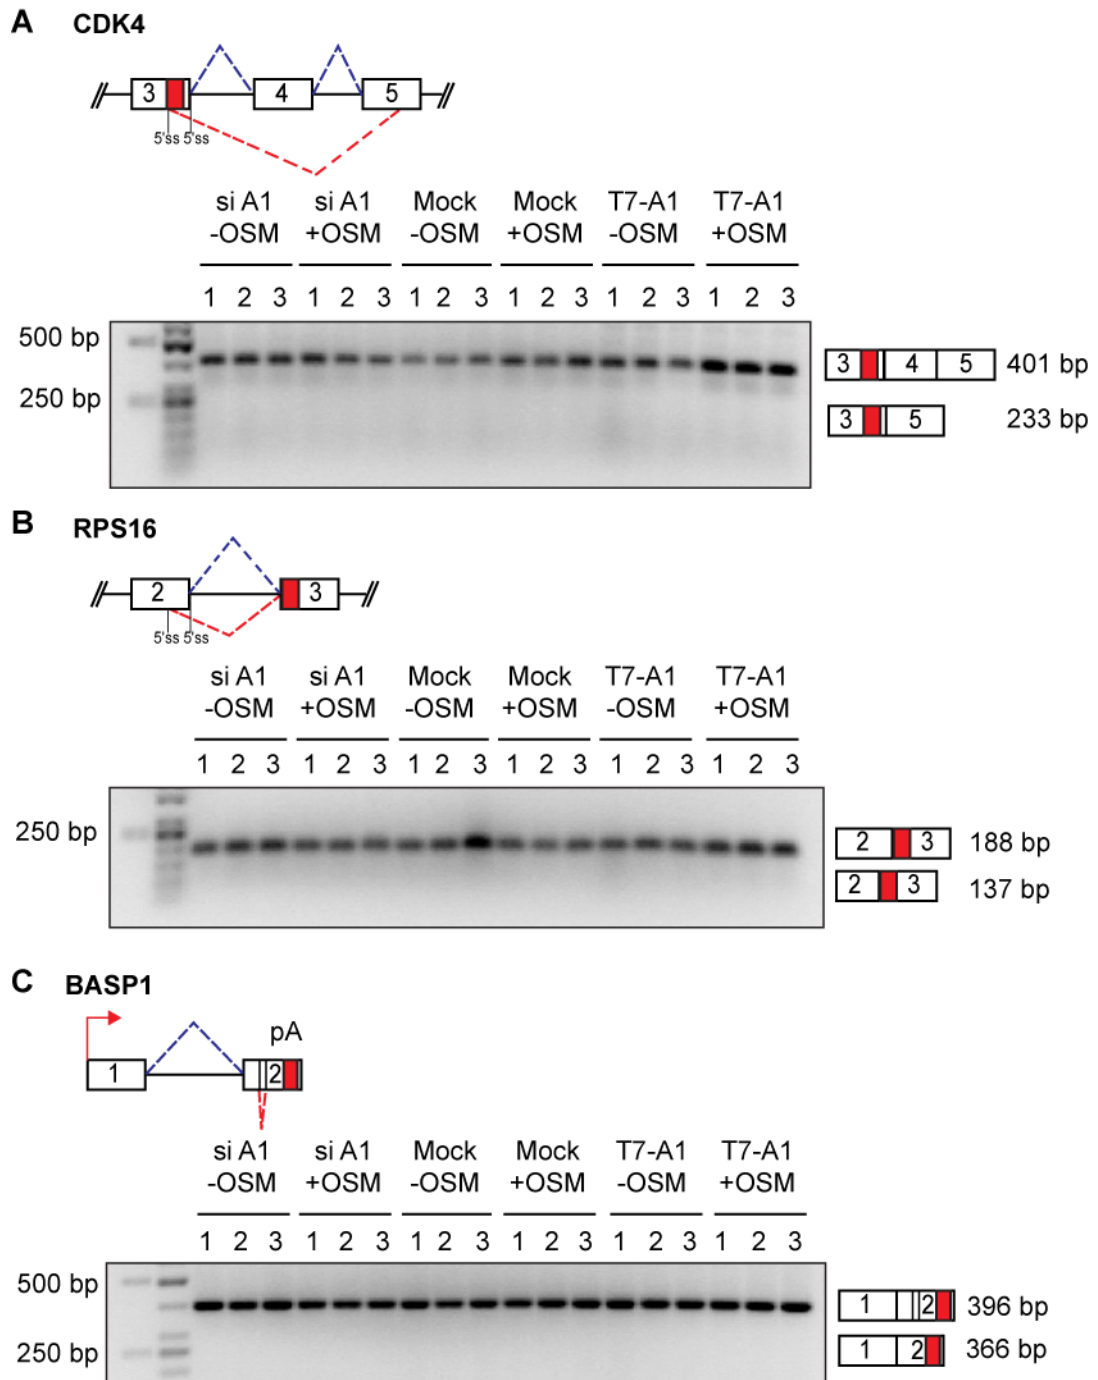 A CDK4
3 4 5
5'ss 5'ss
si A1 si A1 Mock Mock T7-A1 T7-A1
-OSM +OSM -OSM +OSM -OSM +OSM
1 2 3 1 2 3 1 2 3 1 2 3 1 2 3 1 2 3
500 bp
3 4 5 401 bp
250 bp
3 5 233 bp
B RPS16
2 3
5'ss 5'ss
si A1 si A1 Mock Mock T7-A1 T7-A1
-OSM +OSM -OSM +OSM -OSM +OSM
1 2 3 1 2 3 1 2 3 1 2 3 1 2 3 1 2 3
250 bp
2 3 188 bp
2 3 137 bp
C BASP1
pA
1 2
si A1 si A1 Mock Mock T7-A1 T7-A1
-OSM +OSM -OSM +OSM -OSM +OSM
1 2 3 1 2 3 1 2 3 1 2 3 1 2 3 1 2 3
500 bp
1 2 396 bp
250 bp
1 2 366 bp